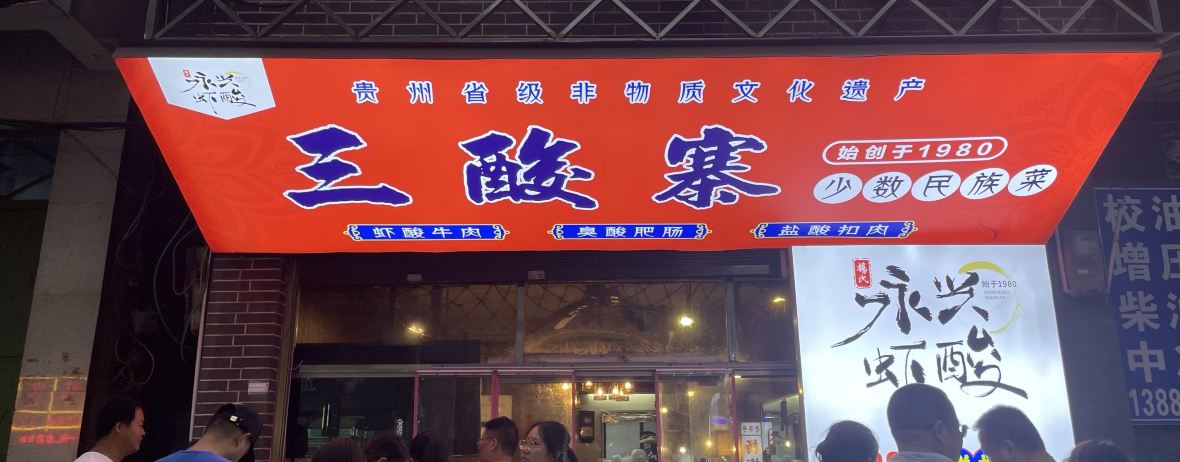 永兴
虾酸
贵州省级非物质文化遗产
三酸寨
始创于1980
少数民族菜
虾酸牛肉
臭酸肥肠
盐酸扣肉
杨氏
永兴
始于1980
虾酸
校油
增压
柴油
中
1388